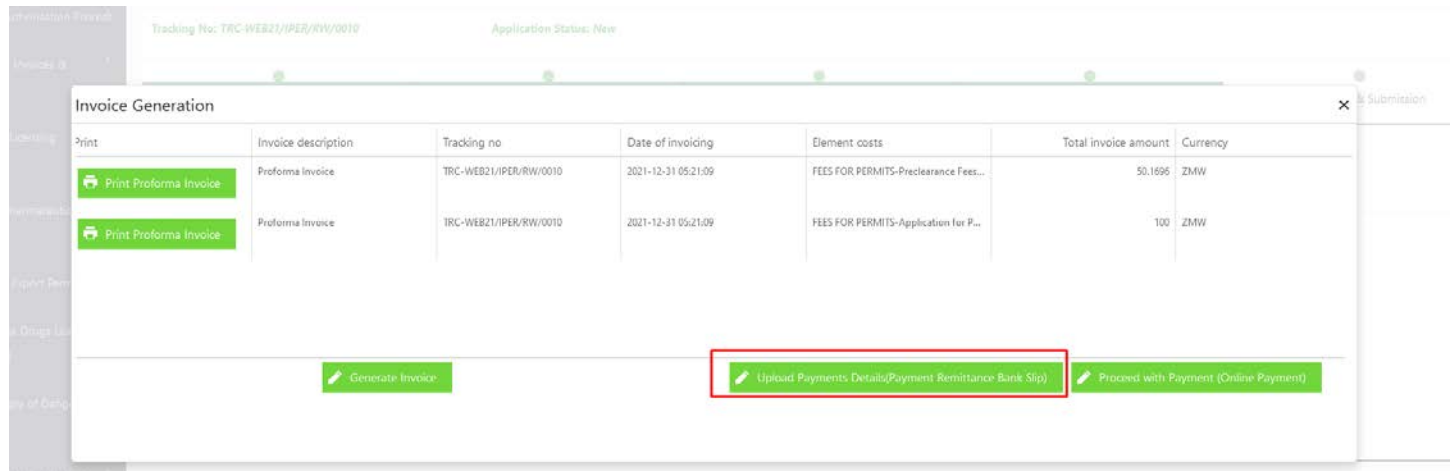 Tracking No: TRC-WEB21/IPER/RW/0010 Application Status: New
& Submission
Invoice Generation ×
Print Invoice description Tracking no Date of invoicing Element costs Total invoice amount Currency
Print Proforma Invoice Proforma Invoice TRC-WEB21/IPER/RW/0010 2021-12-31 05:21:09 FEES FOR PERMITS-Preclearance Fees... 50.1696 ZMW
Print Proforma Invoice Proforma Invoice TRC-WEB21/IPER/RW/0010 2021-12-31 05:21:09 FEES FOR PERMITS-Application for P... 100 ZMW
Generate Invoice Upload Payments Details(Payment Remittance Bank Slip) Proceed with Payment (Online Payment)